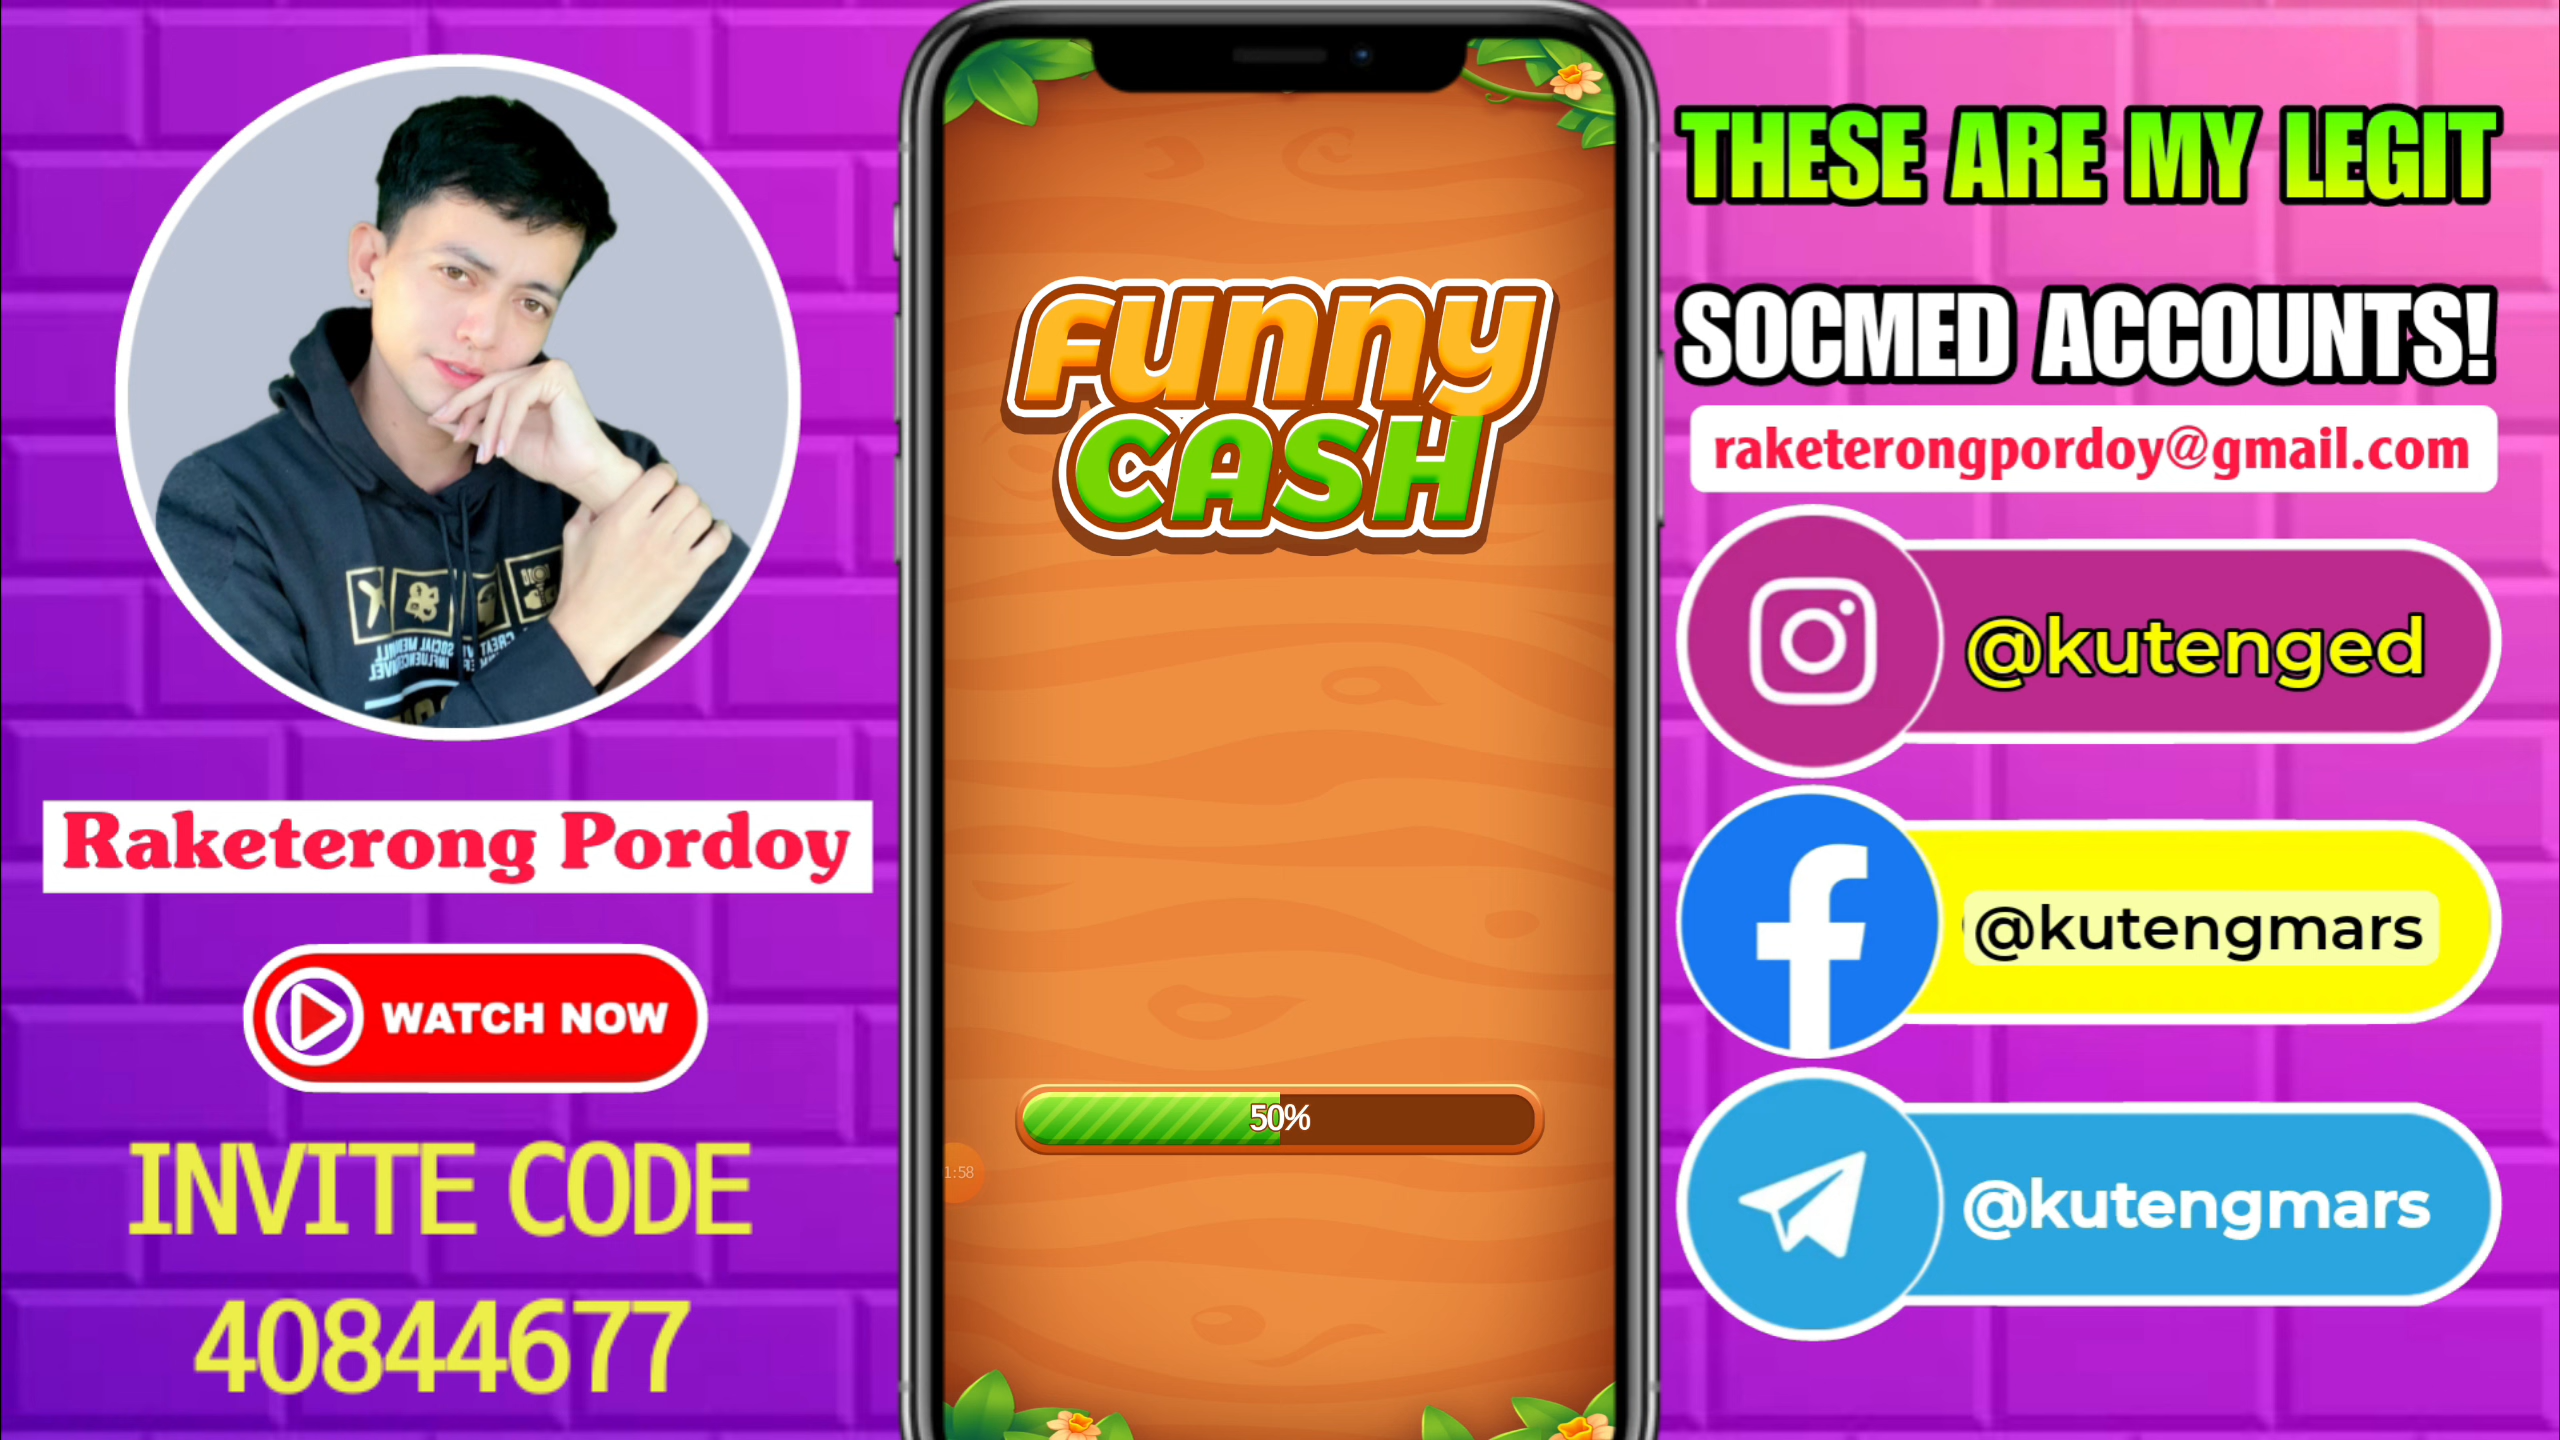 Raketerong Pordoy
WATCH NOW
INVITE CODE
40844677
FUNNY
CASH
50%
1:58
THESE ARE MY LEGIT
SOCMED ACCOUNTS!
raketerongpordoy@gmail.com
@kutenged
@kutengmars
@kutengmars